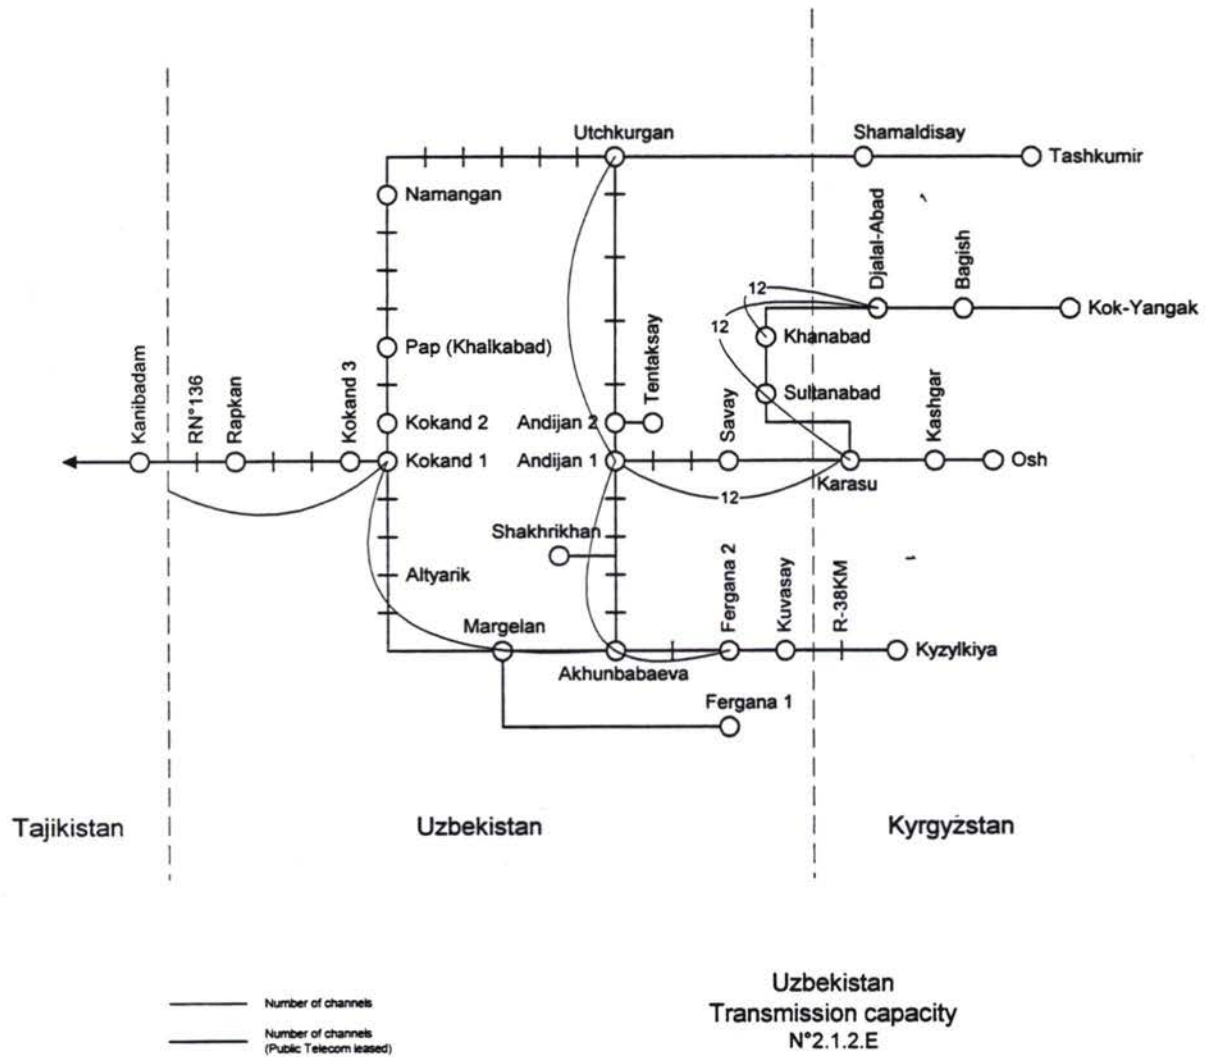 Utchkurgan
Shamaldisay
Tashkumir
Namangan
Djalal-Abad
Bagish
12
Kok-Yangak
12
Khanabad
Pap (Khalkabad)
Tentaksay
Kanibadam
RN°136
Rapkan
Kokand 3
Kokand 2
Andijan 2
Savay
Sultanabad
Kashgar
Kokand 1
Andijan 1
Karasu
Osh
12
Shakhrikhan
Altyarik
Margelan
Fergana 2
Kuvasay
R-38KM
Kyzylkiya
Akhunbabaeva
Fergana 1
Tajikistan
Uzbekistan
Kyrgyzstan
Number of channels
Number of channels
(Public Telecom leased)
Uzbekistan
Transmission capacity
N°2.1.2.E